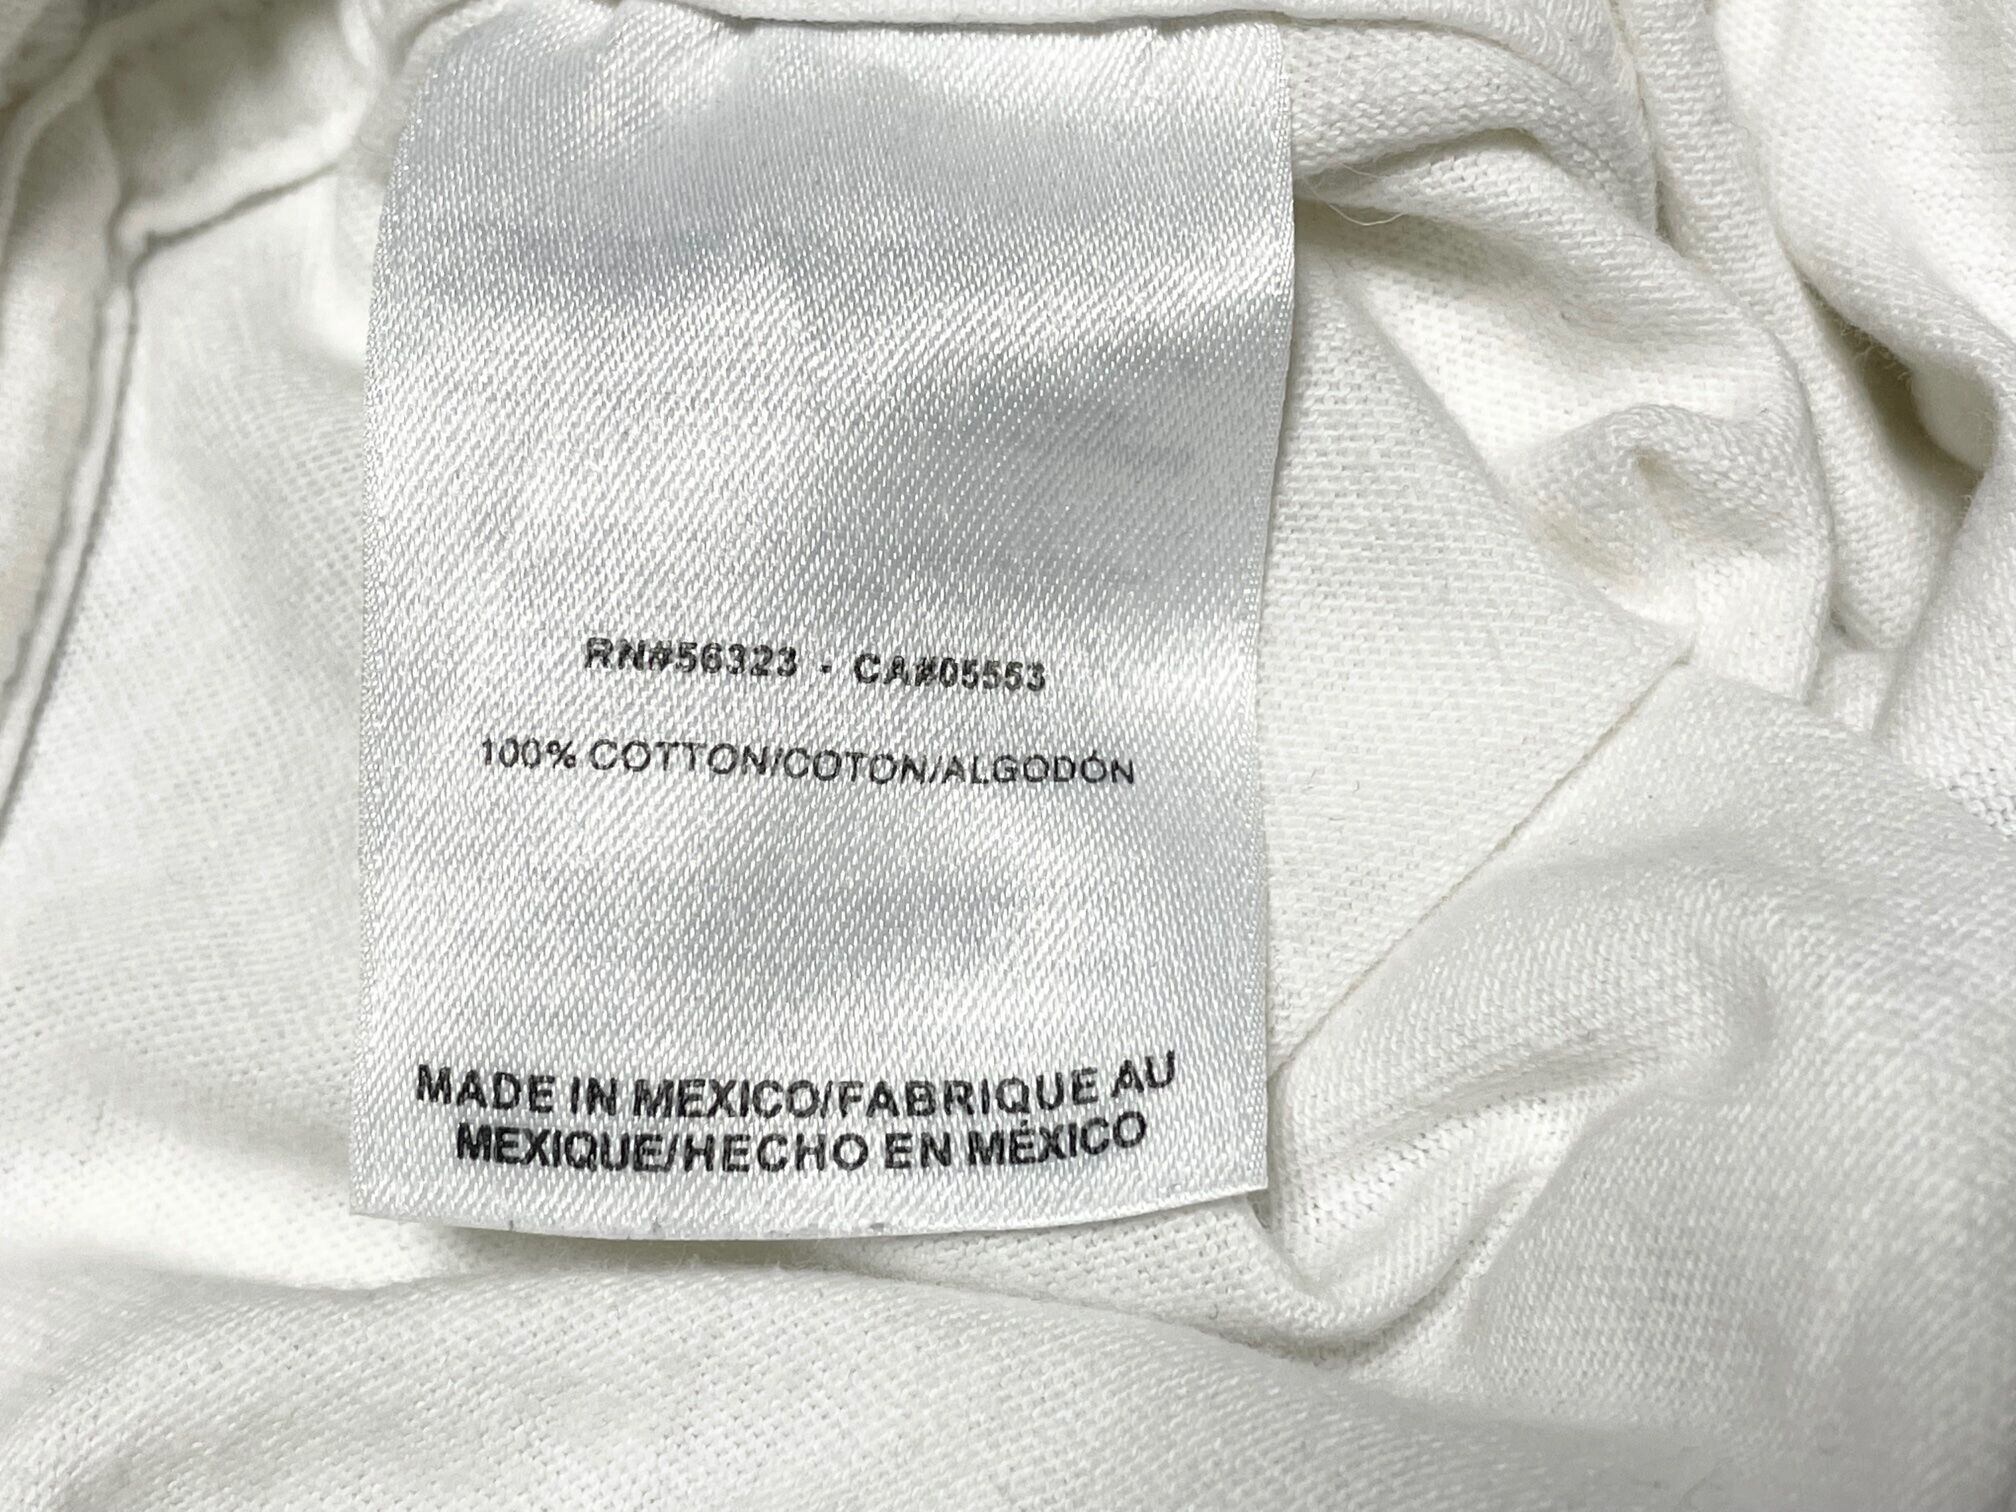 RN#56323 - CA#05553
100% COTTON/COTON/ALGODÓN
MADE IN MEXICO/FABRIQUE AU
MEXIQUE/HECHO EN MÉXICO